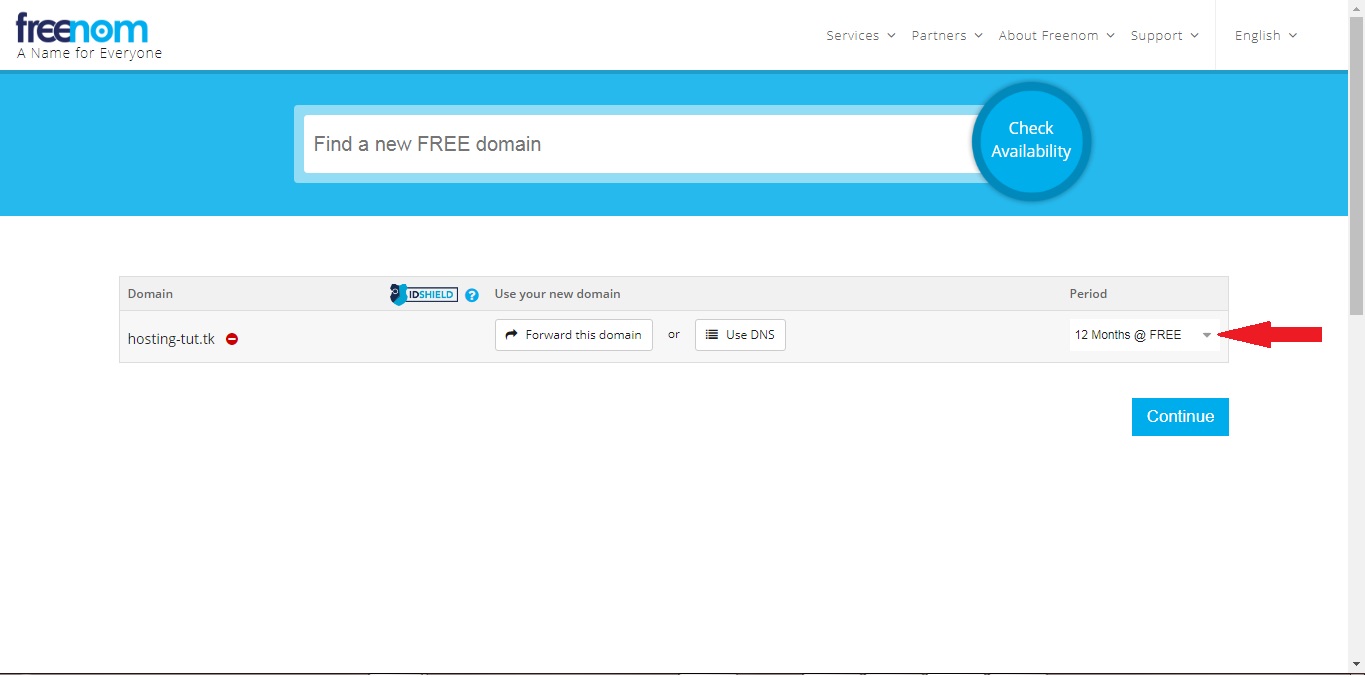 freenom
A Name for Everyone
Services Partners About Freenom Support English
Find a new FREE domain
Check
Availability
Domain IDSHIELD ? Use your new domain Period
hosting-tut.tk Forward this domain or Use DNS 12 Months @ FREE
Continue